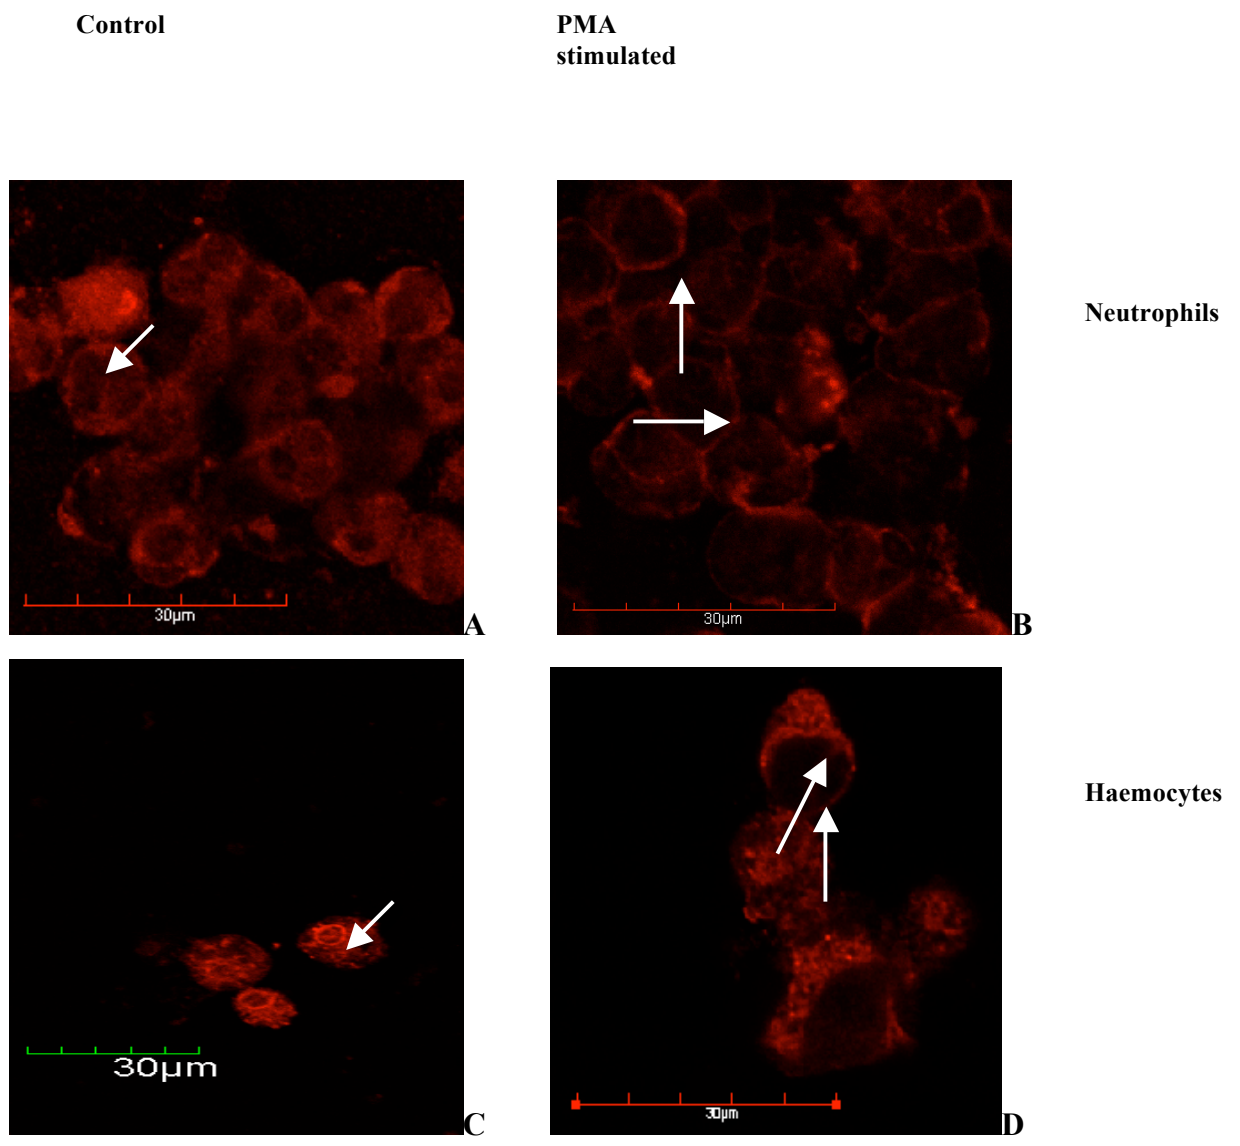 Control
PMA
stimulated
Neutrophils
30µm
A
30µm
B
Haemocytes
30µm
C
30µm
D